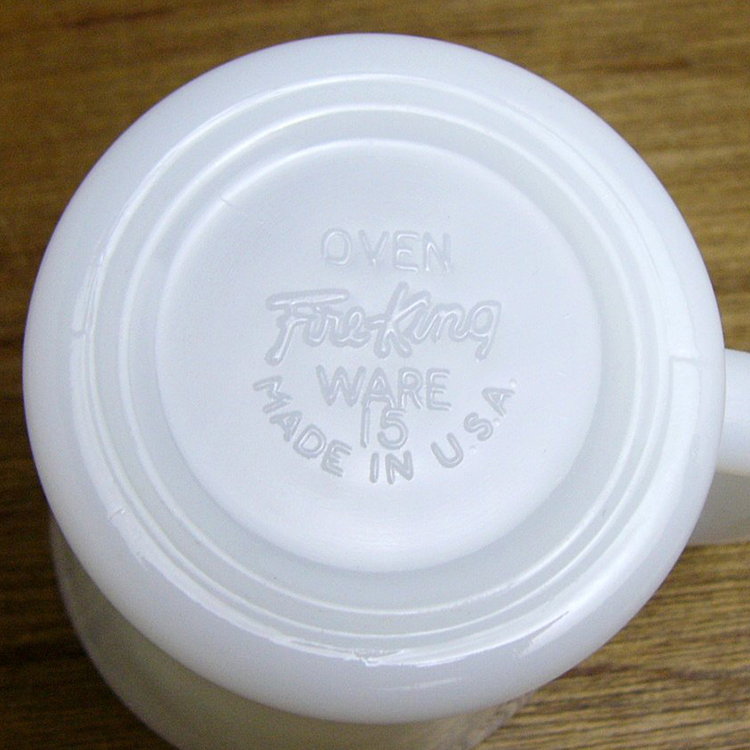 OVEN
Fire-King
WARE
15
MADE IN U.S.A.